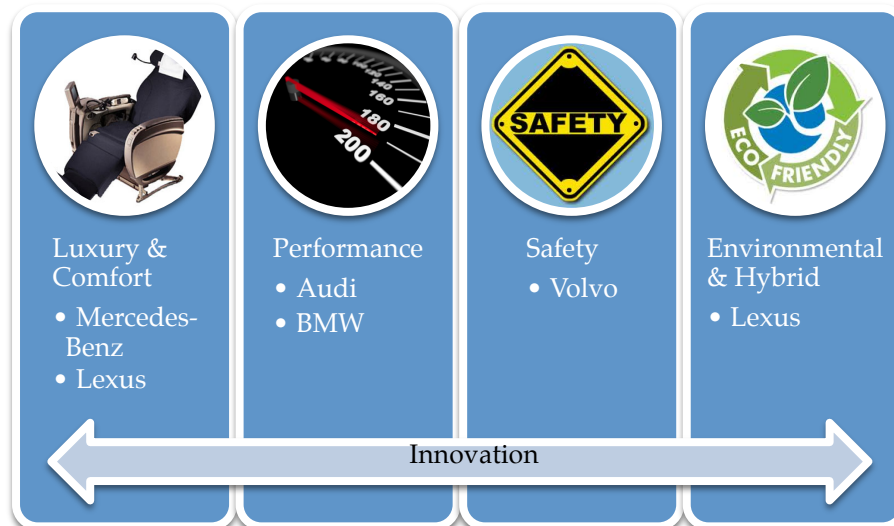 Luxury &
Comfort
• Mercedes-
Benz
• Lexus
140
160
180
200
Performance
• Audi
• BMW
SAFETY
Safety
• Volvo
ECO FRIENDLY
Environmental
& Hybrid
• Lexus
Innovation